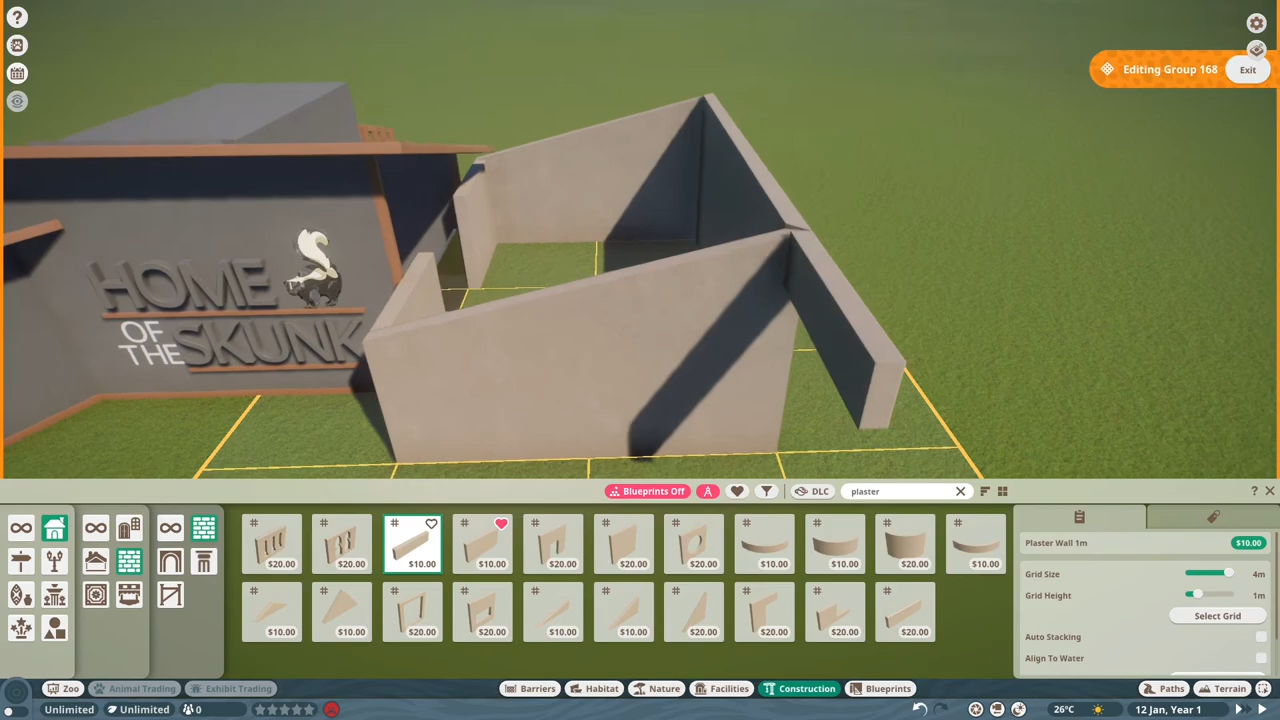 ?
Editing Group 168
Exit
HOME
OF
THE
SKUNK
Blueprints Off
DLC
plaster
?
$20.00
$20.00
$10.00
$10.00
$20.00
$20.00
$20.00
$10.00
$10.00
$20.00
$10.00
$10.00
$10.00
$20.00
$20.00
$10.00
$10.00
$20.00
$20.00
$20.00
$20.00
Plaster Wall 1m
$10.00
Grid Size
4m
Grid Height
1m
Select Grid
Auto Stacking
Align To Water
Zoo
Animal Trading
Exhibit Trading
Barriers
Habitat
Nature
Facilities
Construction
Blueprints
Paths
Terrain
Unlimited
Unlimited
0
26°C
12 Jan, Year 1